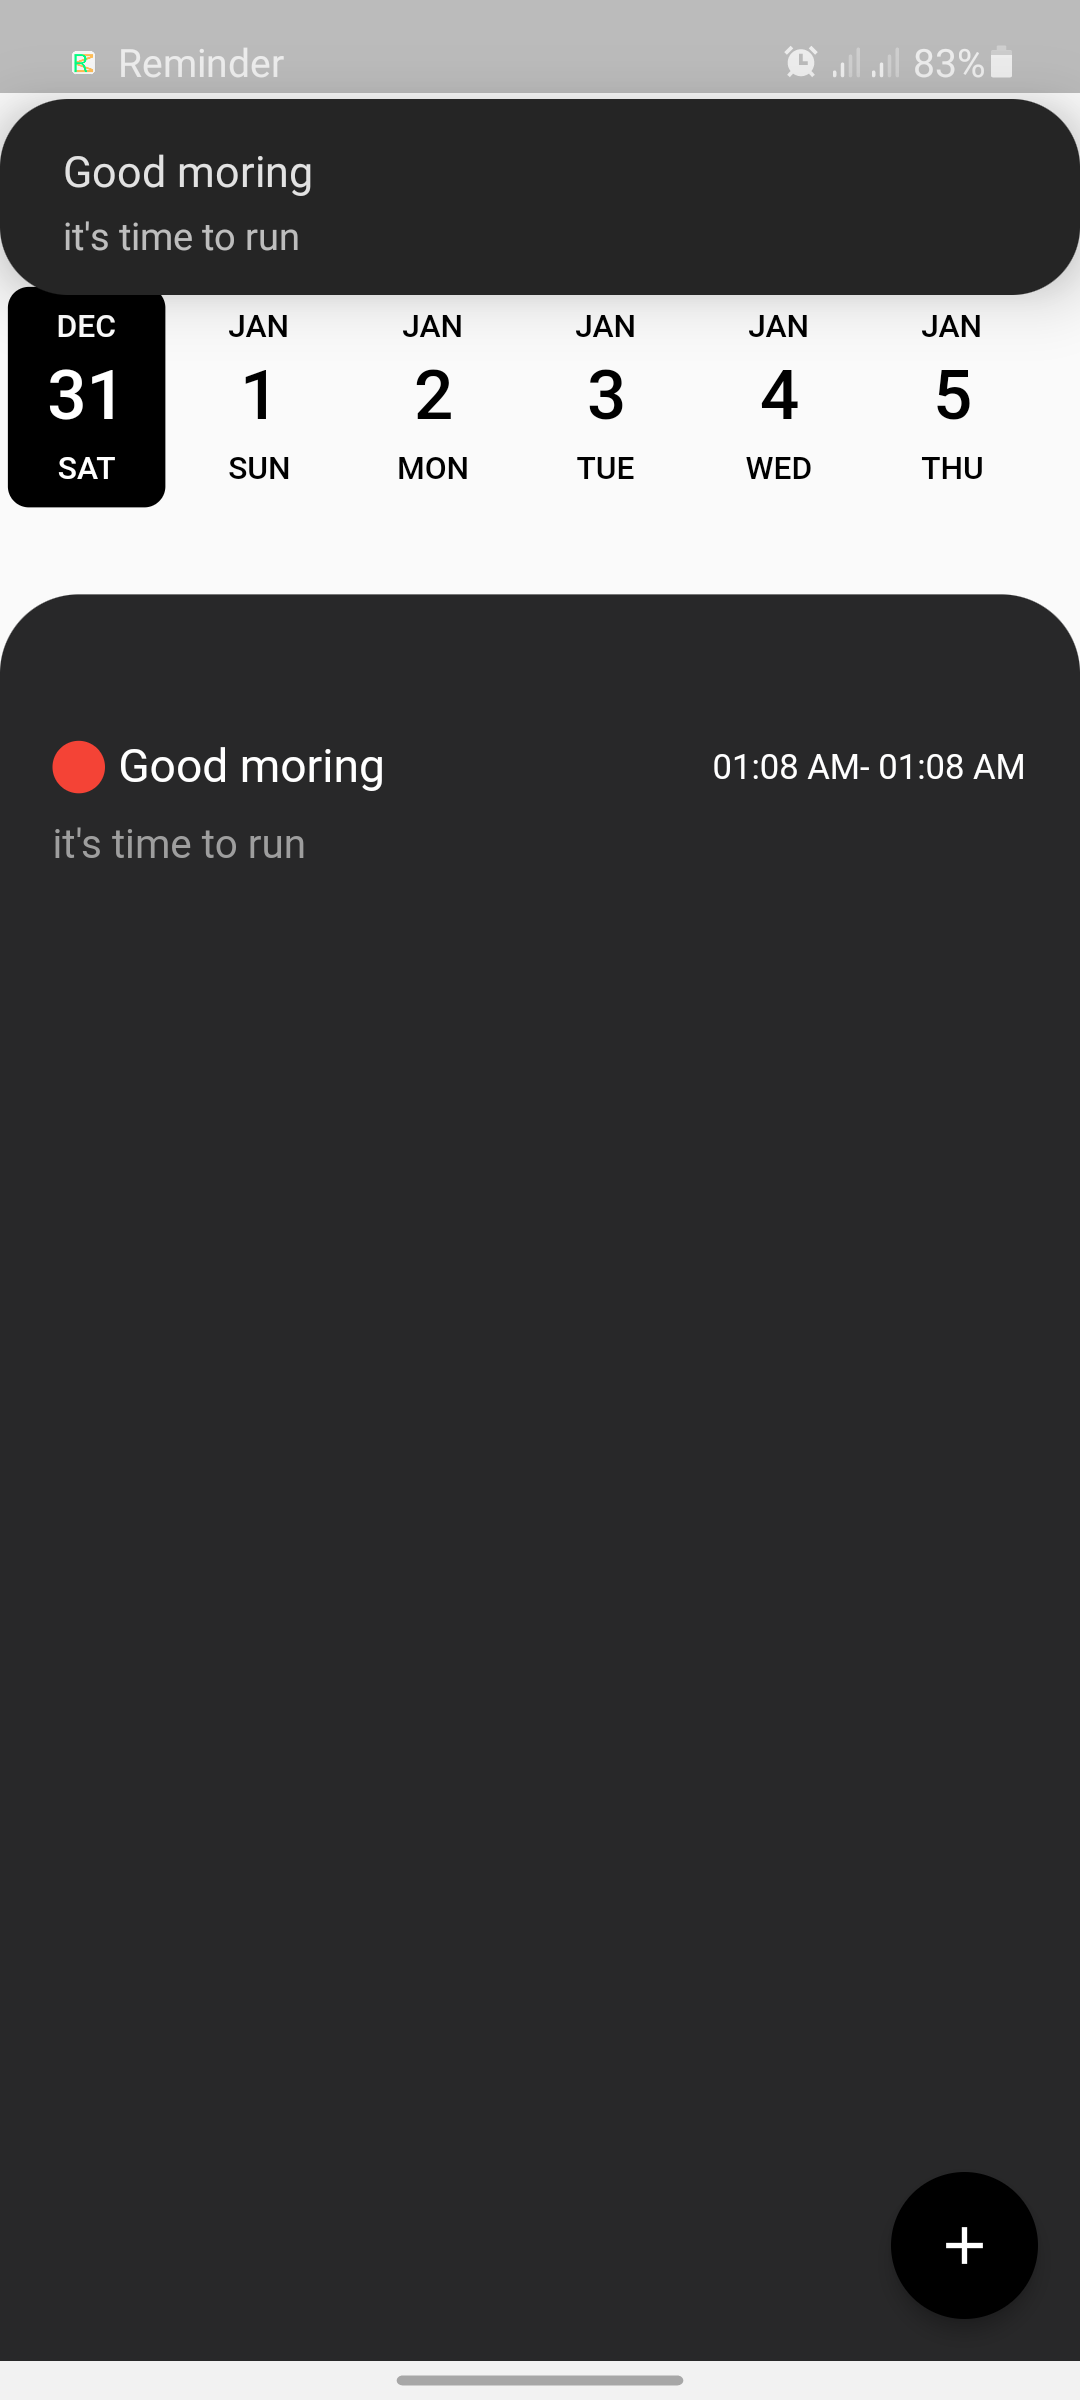 Reminder 83%
Good moring
it's time to run
DEC JAN JAN JAN JAN JAN
31 1 2 3 4 5
SAT SUN MON TUE WED THU
Good moring 01:08 AM- 01:08 AM
it's time to run